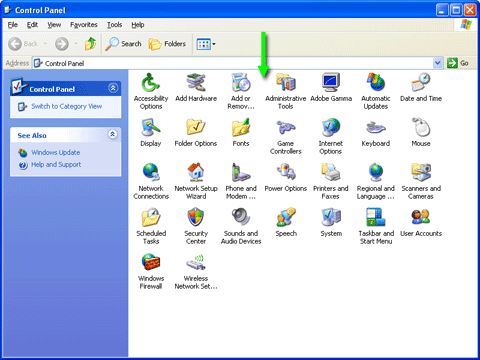 Control Panel
File Edit View Favorites Tools Help
Back Search Folders
Address Control Panel Go
Control Panel
Switch to Category View
See Also
Windows Update
Help and Support
Accessibility Options
Add Hardware
Add or Remov...
Administrative Tools
Adobe Gamma
Automatic Updates
Date and Time
Display
Folder Options
Fonts
Game Controllers
Internet Options
Keyboard
Mouse
Network Connections
Network Setup Wizard
Phone and Modem ...
Power Options
Printers and Faxes
Regional and Language ...
Scanners and Cameras
Scheduled Tasks
Security Center
Sounds and Audio Devices
Speech
System
Taskbar and Start Menu
User Accounts
Windows Firewall
Wireless Network Set...